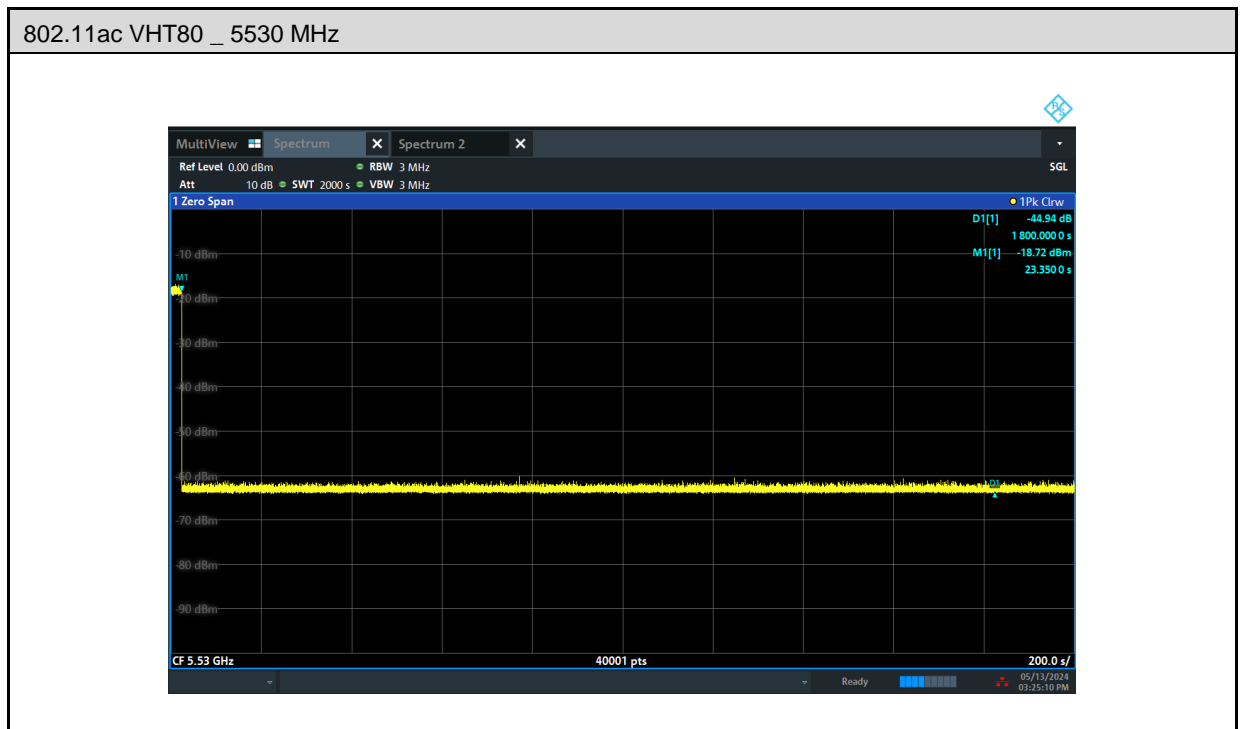 802.11ac VHT80 _ 5530 MHz
R S
MultiView Spectrum X Spectrum 2 X
Ref Level 0.00 dBm RBW 3 MHz SGL
Att 10 dB SWT 2000 s VBW 3 MHz
1 Zero Span 1Pk Clrw
D1[1] -44.94 dB
1 800.000 0 s
-10 dBm M1[1] -18.72 dBm
23.350 0 s
M1
-20 dBm
-30 dBm
-40 dBm
-50 dBm
-60 dBm
D1
-70 dBm
-80 dBm
-90 dBm
CF 5.53 GHz 40001 pts 200.0 s/
Ready 05/13/2024
03:25:10 PM